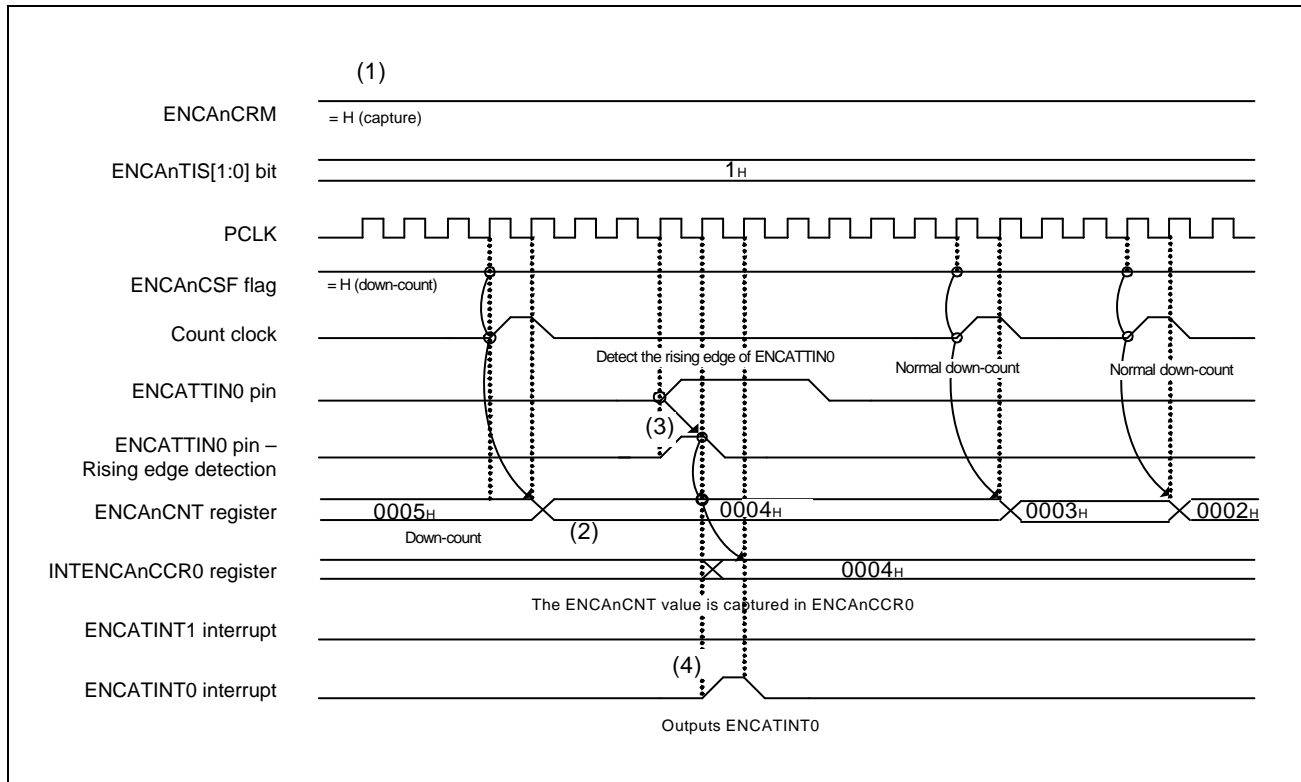 (1)
ENCAnCRM
= H (capture)
ENCAnTIS[1:0] bit
1H
PCLK
ENCAnCSF flag
= H (down-count)
Count clock
Detect the rising edge of ENCATTIN0
Normal down-count
Normal down-count
ENCATTIN0 pin
(3)
ENCATTIN0 pin –
Rising edge detection
ENCAnCNT register
0005H
0004H
0003H
0002H
Down-count
(2)
INTENCAnCCR0 register
0004H
The ENCAnCNT value is captured in ENCAnCCR0
ENCATINT1 interrupt
(4)
ENCATINT0 interrupt
Outputs ENCATINT0